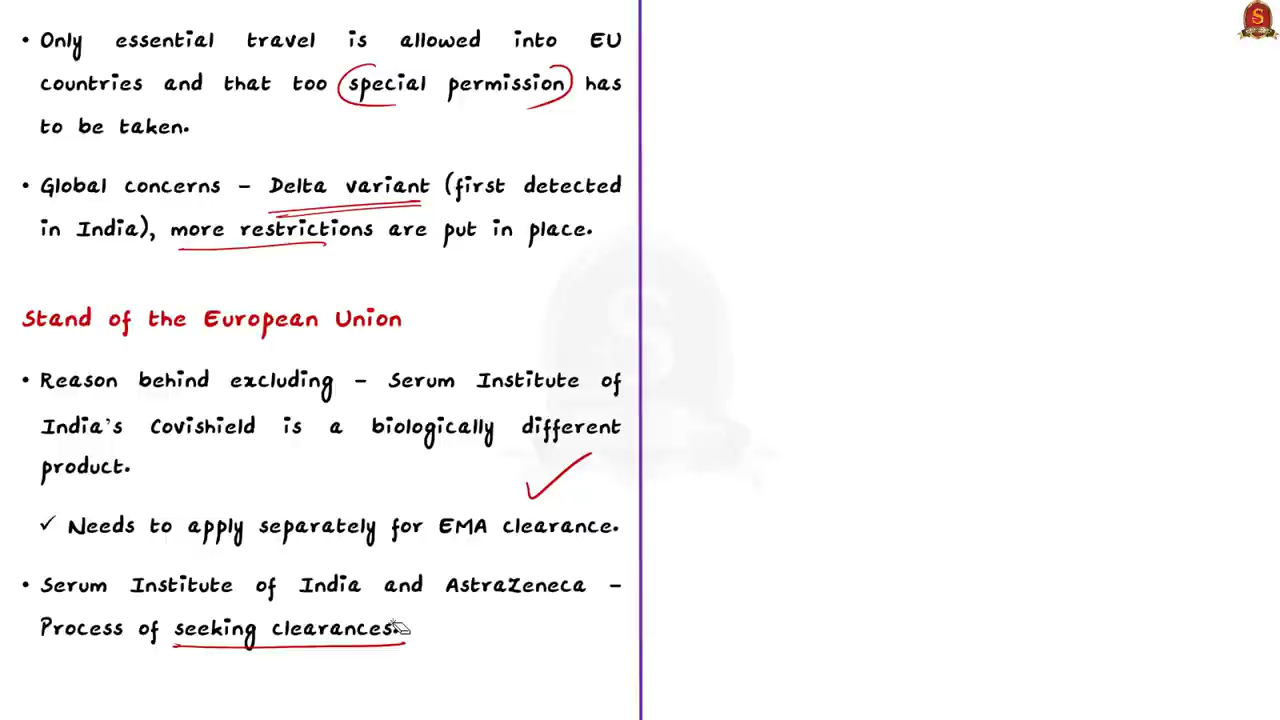 • Only essential travel is allowed into EU
countries and that too special permission has
to be taken.
• Global concerns - Delta variant (first detected
in India), more restrictions are put in place.
Stand of the European Union
• Reason behind excluding - Serum Institute of
India's Covishield is a biologically different
product.
✓ Needs to apply separately for EMA clearance.
• Serum Institute of India and AstraZeneca -
Process of seeking clearances.
S